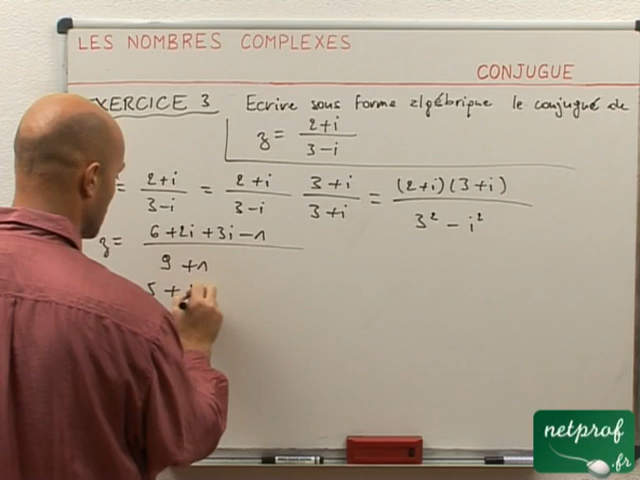 LES NOMBRES COMPLEXES
CONJUGUE
EXERCICE 3 Ecrire sous forme algébrique le conjugué de
z = (2+i)/(3-i)
= (2+i)/(3-i) = (2+i)/(3-i) (3+i)/(3+i) = ((2+i)(3+i))/(3² - i²)
z = (6+2i+3i-1)/(9+1)
5 +
netprof
.fr